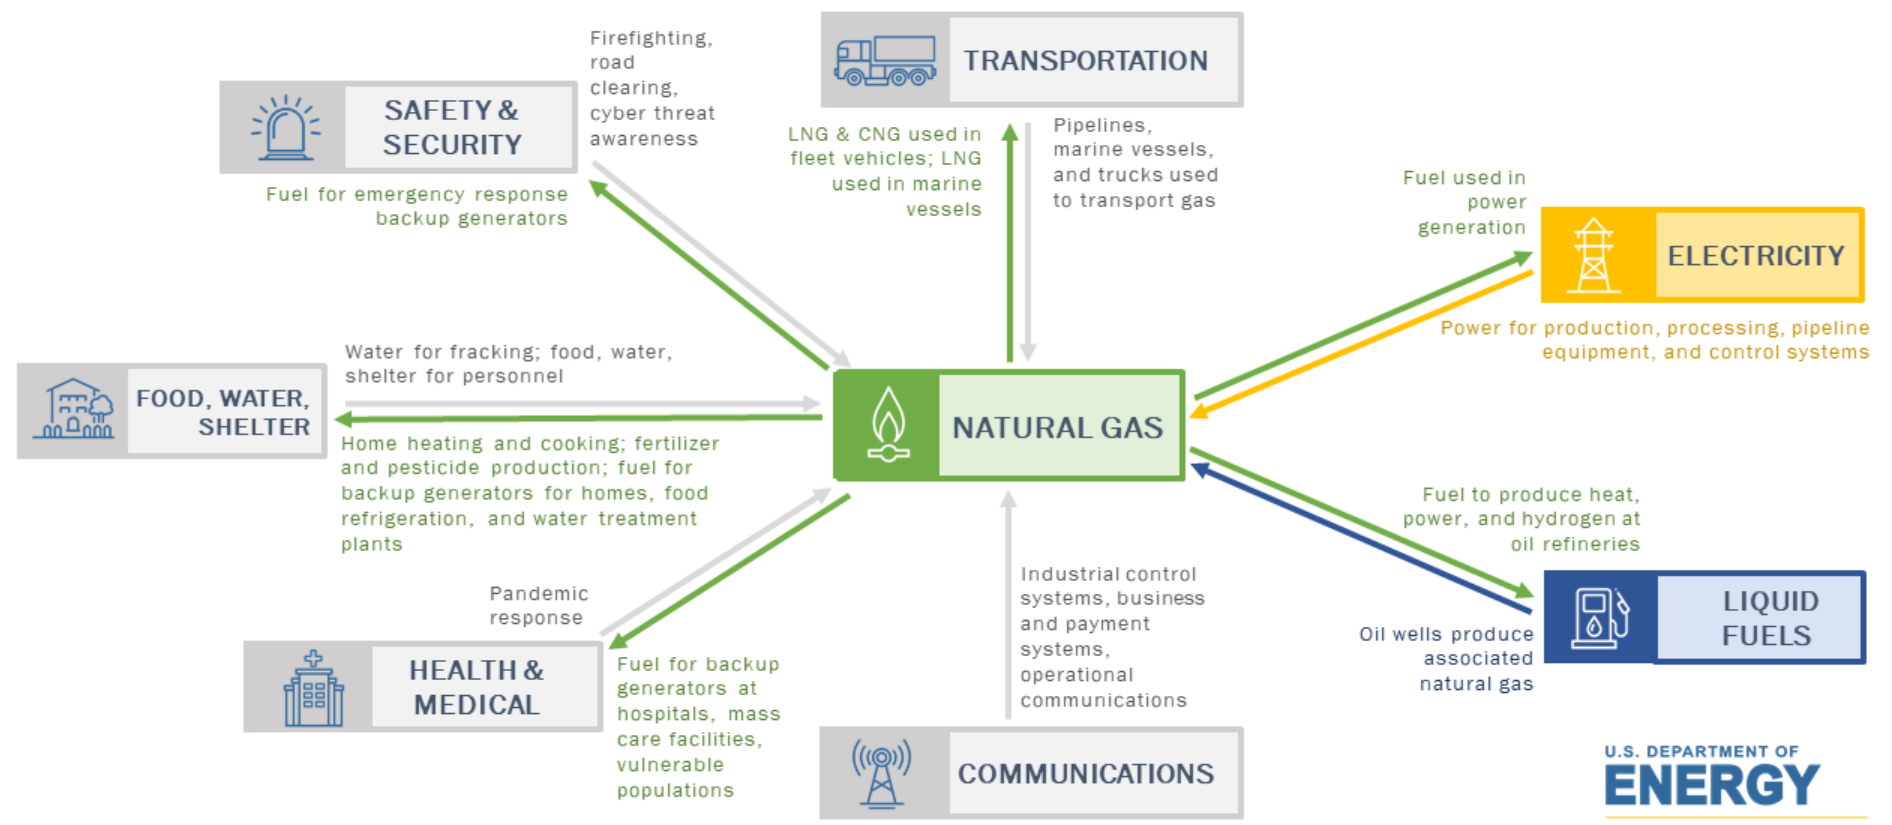 Firefighting,
road
clearing,
cyber threat
awareness
SAFETY &
SECURITY
Fuel for emergency response
backup generators
TRANSPORTATION
LNG & CNG used in
fleet vehicles; LNG
used in marine
vessels
Pipelines,
marine vessels,
and trucks used
to transport gas
Fuel used in
power
generation
ELECTRICITY
Power for production, processing, pipeline
equipment, and control systems
Water for fracking; food, water,
shelter for personnel
FOOD, WATER,
SHELTER
Home heating and cooking; fertilizer
and pesticide production; fuel for
backup generators for homes, food
refrigeration, and water treatment
plants
NATURAL GAS
Fuel to produce heat,
power, and hydrogen at
oil refineries
LIQUID
FUELS
Oil wells produce
associated
natural gas
Pandemic
response
HEALTH &
MEDICAL
Fuel for backup
generators at
hospitals, mass
care facilities,
vulnerable
populations
Industrial control
systems, business
and payment
systems,
operational
communications
COMMUNICATIONS
U.S. DEPARTMENT OF
ENERGY